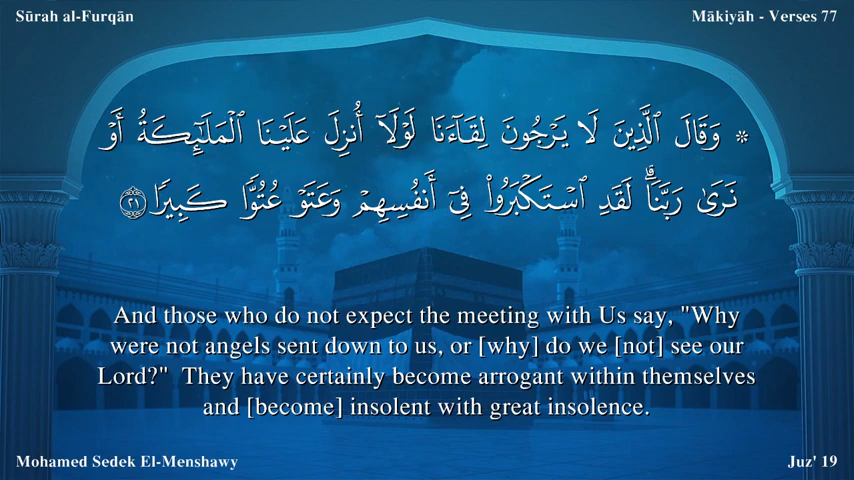 Sūrah al-Furqān
Mākiyāh - Verses 77
* وَقَالَ ٱلَّذِينَ لَا يَرْجُونَ لِقَآءَنَا لَوْلَآ أُنزِلَ عَلَيْنَا ٱلْمَلَـٰٓئِكَةُ أَوْ
نَرَىٰ رَبَّنَا ۗ لَقَدِ ٱسْتَكْبَرُوا۟ فِىٓ أَنفُسِهِمْ وَعَتَوْ عُتُوًّا كَبِيرًا ٢١
And those who do not expect the meeting with Us say, "Why
were not angels sent down to us, or [why] do we [not] see our
Lord?"  They have certainly become arrogant within themselves
and [become] insolent with great insolence.
Mohamed Sedek El-Menshawy
Juz' 19